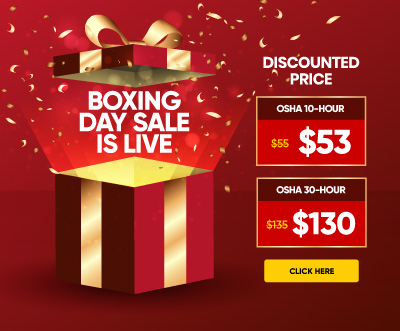 BOXING
DAY SALE
IS LIVE
DISCOUNTED
PRICE
OSHA 10-HOUR
$55 $53
OSHA 30-HOUR
$135 $130
CLICK HERE